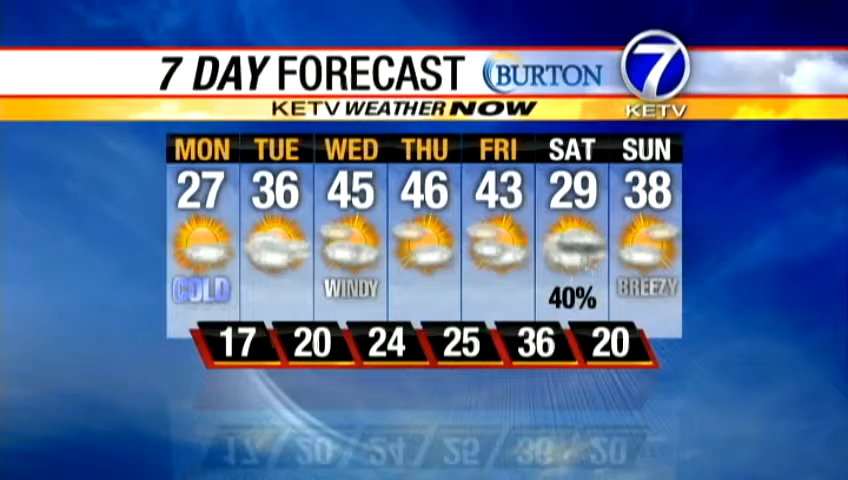 7 DAY FORECAST BURTON 7
KETV WEATHER NOW KETV
MON TUE WED THU FRI SAT SUN
27 36 45 46 43 29 38
COLD WINDY 40% BREEZY
17 20 24 25 36 20